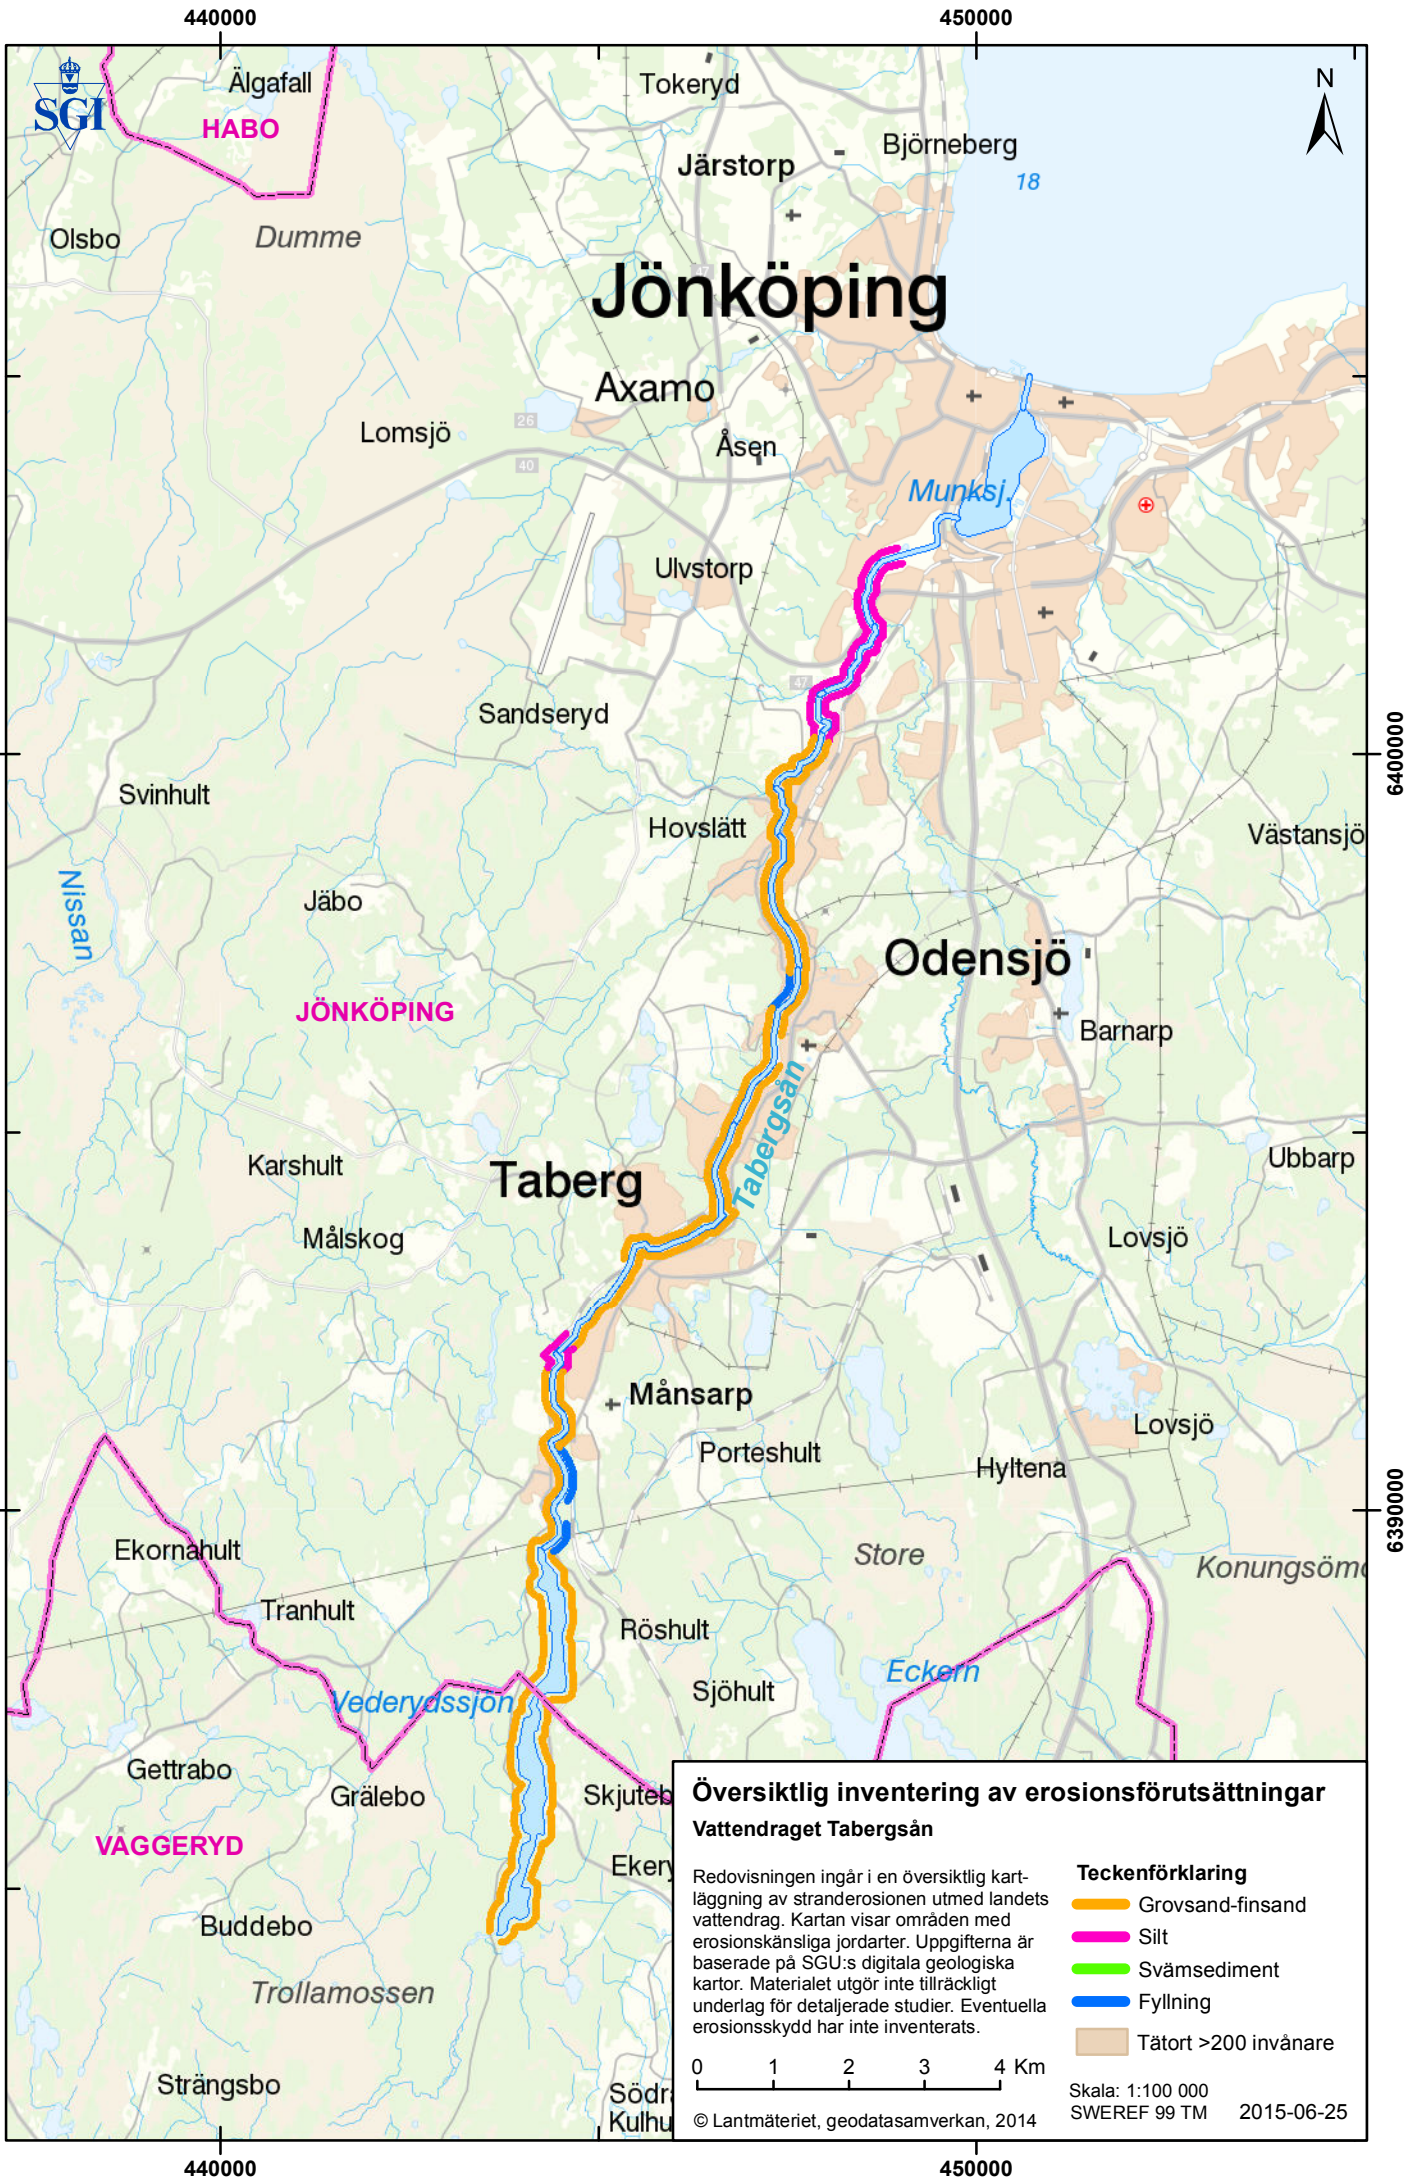 440000
450000
SGI
Älgafall
HABO
Tokeryd
Järstorp
Björneberg
18
N
Olsbo
Dumme
47
Jönköping
Axamo
26
Lomsjö
40
Åsen
Munksj.
Ulvstorp
47
Sandseryd
6400000
Svinhult
Hovslätt
Västansjö
Nissan
Jäbo
Odensjö
JÖNKÖPING
Barnarp
Tabergsån
Karshult
Taberg
Ubbarp
Målskog
Lovsjö
Månsarp
Lovsjö
Porteshult
Hyltena
6390000
Ekornahult
Store
Konungsömo
Tranhult
Röshult
Eckern
Vederydssjön
Sjöhult
Gettrabo
Grälebo
Skjuteb
VAGGERYD
Eker
Buddebo
Trollamossen
Strängsbo
Södra
Kulhu
Översiktlig inventering av erosionsförutsättningar
Vattendraget Tabergsån
Redovisningen ingår i en översiktlig kart-
läggning av stranderosionen utmed landets
vattendrag. Kartan visar områden med
erosionskänsliga jordarter. Uppgifterna är
baserade på SGU:s digitala geologiska
kartor. Materialet utgör inte tillräckligt
underlag för detaljerade studier. Eventuella
erosionsskydd har inte inventerats.
Teckenförklaring
Grovsand-finsand
Silt
Svämsediment
Fyllning
Tätort >200 invånare
0 1 2 3 4 Km
Skala: 1:100 000
SWEREF 99 TM 2015-06-25
© Lantmäteriet, geodatasamverkan, 2014
440000
450000